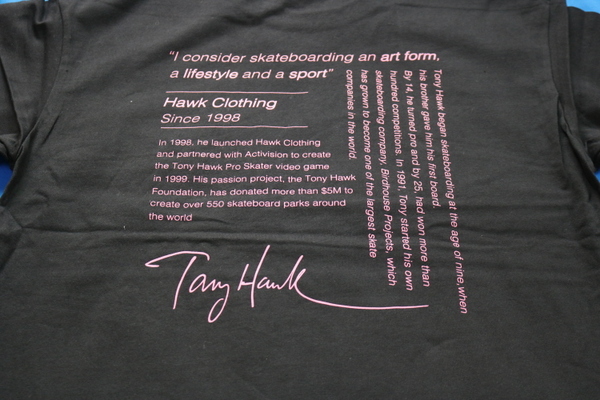 "I consider skateboarding an art form,
a lifestyle and a sport"
Hawk Clothing
Since 1998
In 1998, he launched Hawk Clothing
and partnered with Activision to create
the Tony Hawk Pro Skater video game
in 1999. His passion project, the Tony Hawk
Foundation, has donated more than $5M to
create over 550 skateboard parks around
the world
Tony Hawk began skateboarding at the age of nine,when
his brother gave him his first board.
By 14, he turned pro and by 25, had won more than
hundred competitions. In 1991, Tony started his own
skateboarding company, Birdhouse Projects, which
has grown to become one of the largest skate
companies in the world.
Tony Hawk